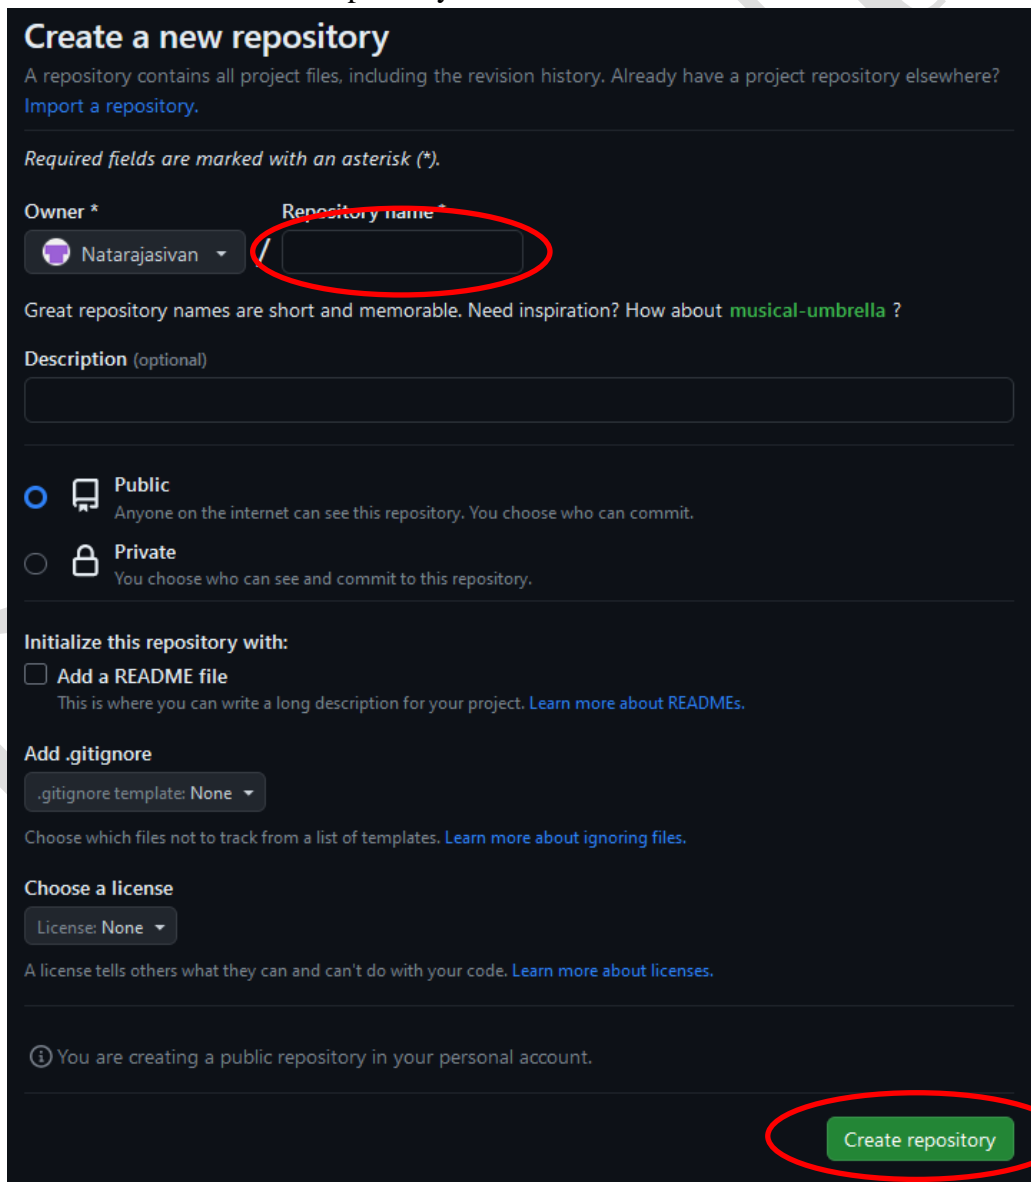 Create a new repository
A repository contains all project files, including the revision history. Already have a project repository elsewhere?
Import a repository.
Required fields are marked with an asterisk (*).
Owner * Repository name *
Natarajasivan /
Great repository names are short and memorable. Need inspiration? How about musical-umbrella ?
Description (optional)
Public
Anyone on the internet can see this repository. You choose who can commit.
Private
You choose who can see and commit to this repository.
Initialize this repository with:
Add a README file
This is where you can write a long description for your project. Learn more about READMEs.
Add .gitignore
.gitignore template: None
Choose which files not to track from a list of templates. Learn more about ignoring files.
Choose a license
License: None
A license tells others what they can and can't do with your code. Learn more about licenses.
You are creating a public repository in your personal account.
Create repository